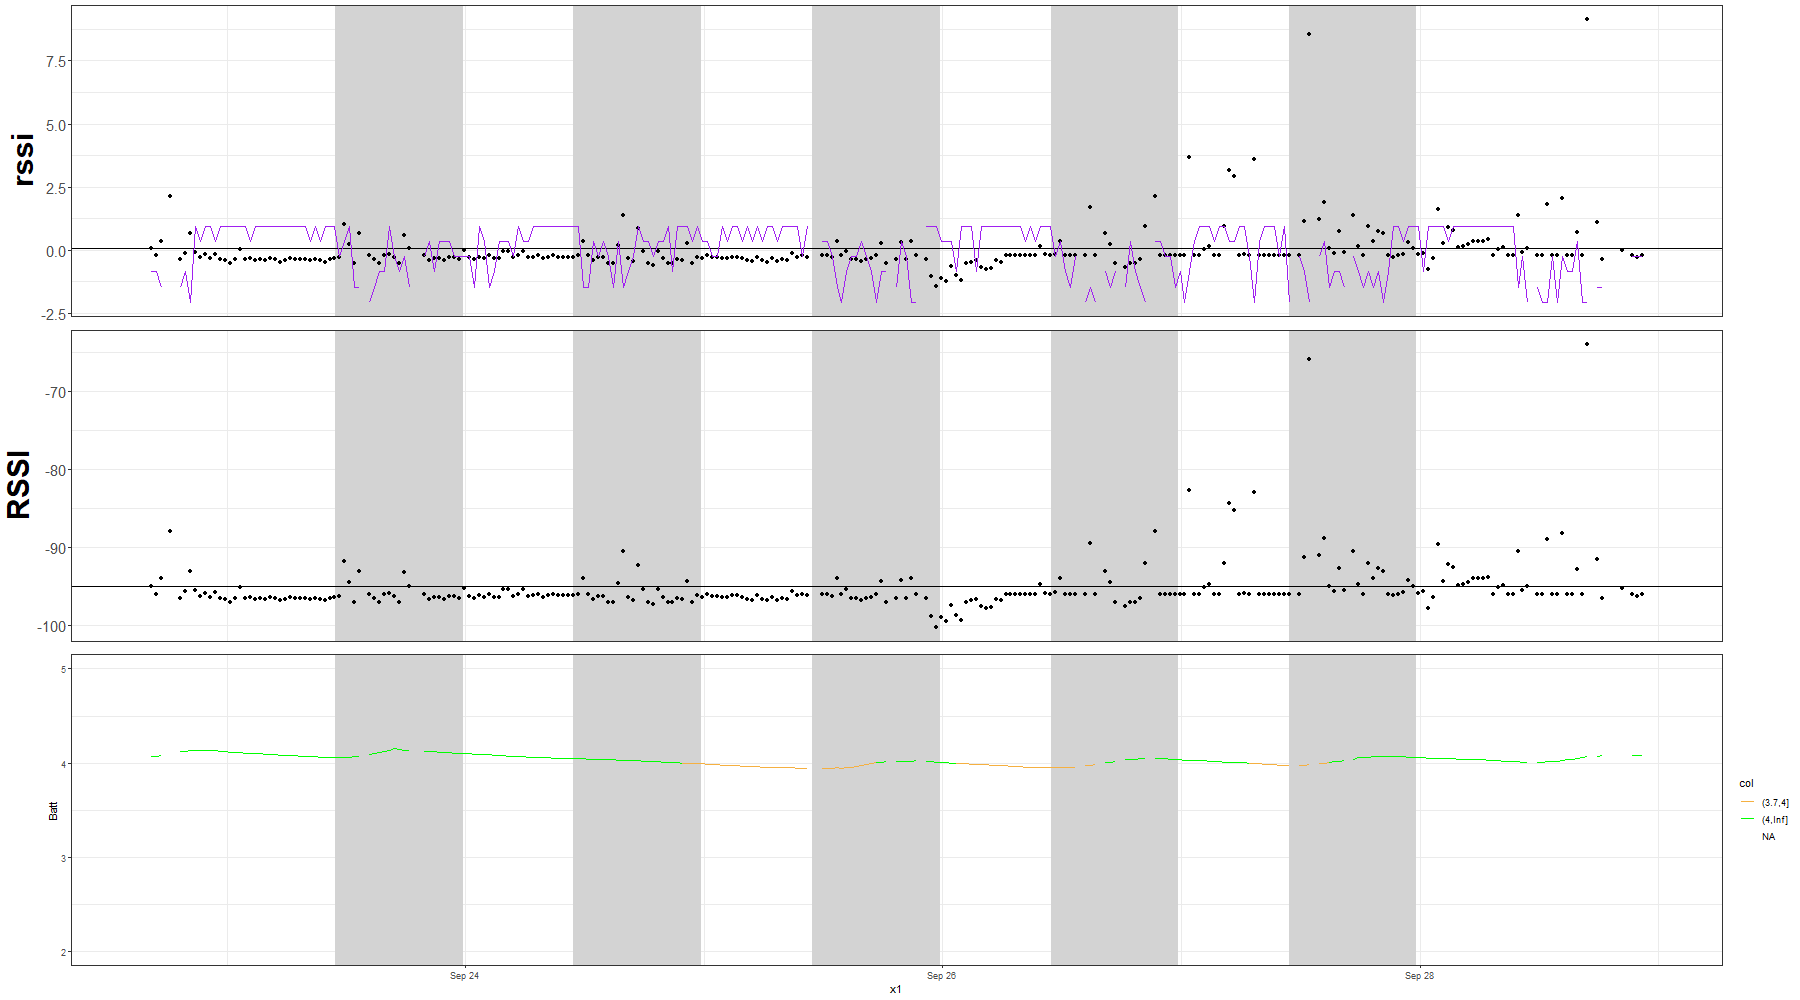 rssi
7.5
5.0
2.5
0.0
-2.5
RSSI
-70
-80
-90
-100
Batt
5
4
3
2
Sep 24
Sep 26
Sep 28
x1
col
(3.7,4]
(4,Inf]
NA